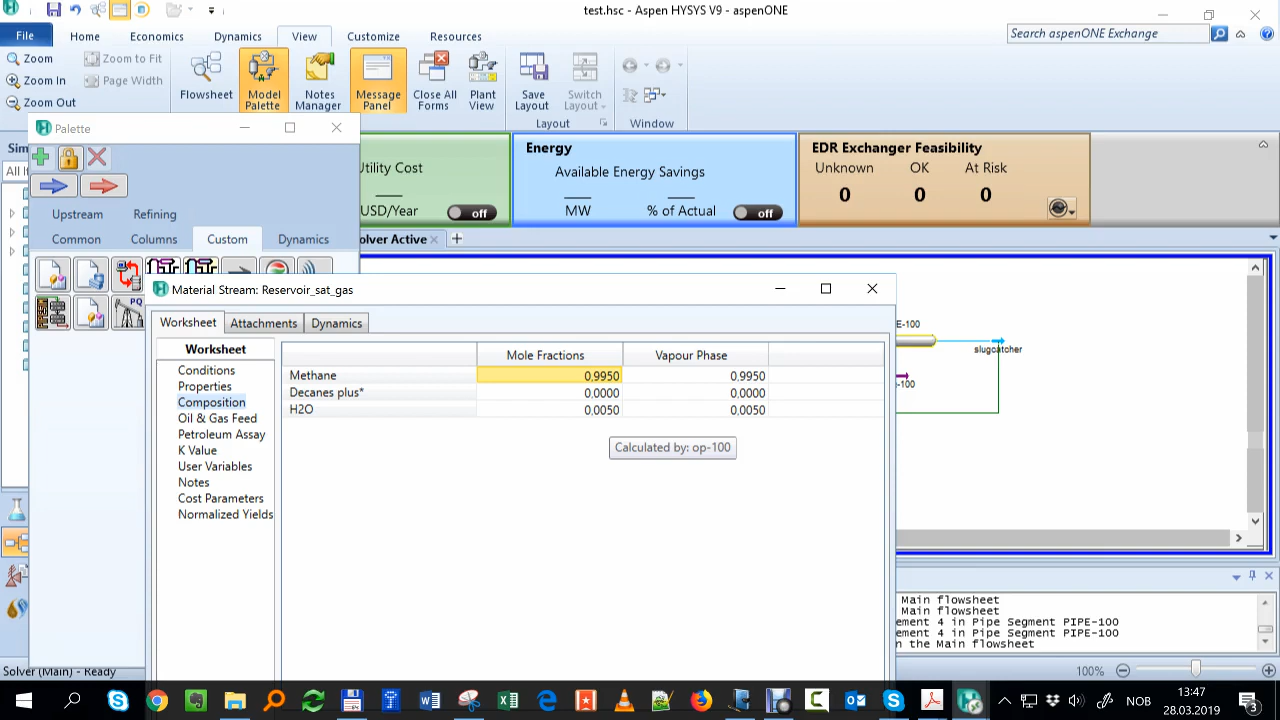 test.hsc - Aspen HYSYS V9 - aspenONE
File Home Economics Dynamics View Customize Resources
Search aspenONE Exchange
Zoom Zoom to Fit
Zoom In Page Width
Zoom Out
Flowsheet
Model Palette
Notes Manager
Message Panel
Close All Forms
Plant View
Save Layout
Switch Layout
Layout Window
Palette
Utility Cost
USD/Year off
Energy
Available Energy Savings
MW % of Actual off
EDR Exchanger Feasibility
Unknown OK At Risk
0 0 0
Sim
All
olver Active
Upstream Refining
Common Columns Custom Dynamics
PQ
Material Stream: Reservoir_sat_gas
Worksheet Attachments Dynamics
Worksheet
Conditions
Properties
Composition
Oil & Gas Feed
Petroleum Assay
K Value
User Variables
Notes
Cost Parameters
Normalized Yields
Mole Fractions Vapour Phase
Methane 0,9950 0,9950
Decanes plus* 0,0000 0,0000
H2O 0,0050 0,0050
Calculated by: op-100
E-100
slugcatcher
-100
Main flowsheet
Main flowsheet
ement 4 in Pipe Segment PIPE-100
ement 4 in Pipe Segment PIPE-100
n the Main flowsheet
Solver (Main) - Ready
100%
NOB
13:47
28.03.2019
3